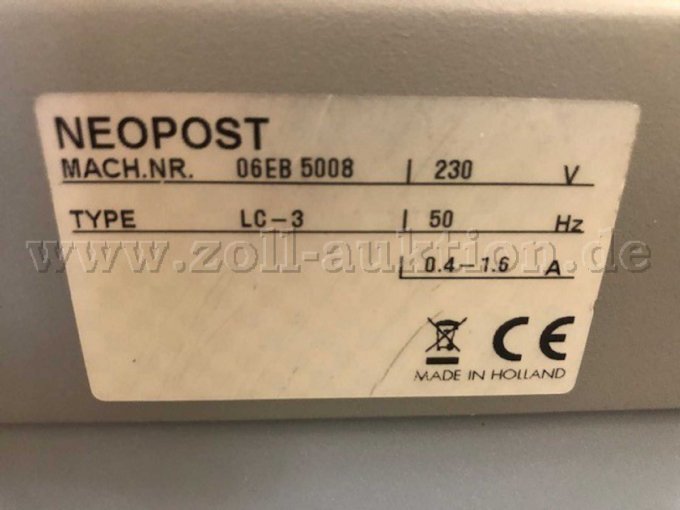 NEOPOST
MACH.NR. 06EB 5008 230 V
TYPE LC-3 50 Hz
www.zoll-auktion.de
0.4-1.6 A
CE
MADE IN HOLLAND